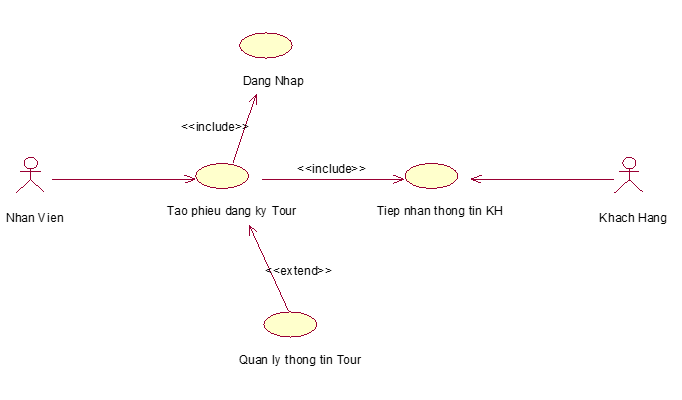 Dang Nhap
<<include>>
<<include>>
Nhan Vien
Tao phieu dang ky Tour
Tiep nhan thong tin KH
Khach Hang
<<extend>>
Quan ly thong tin Tour